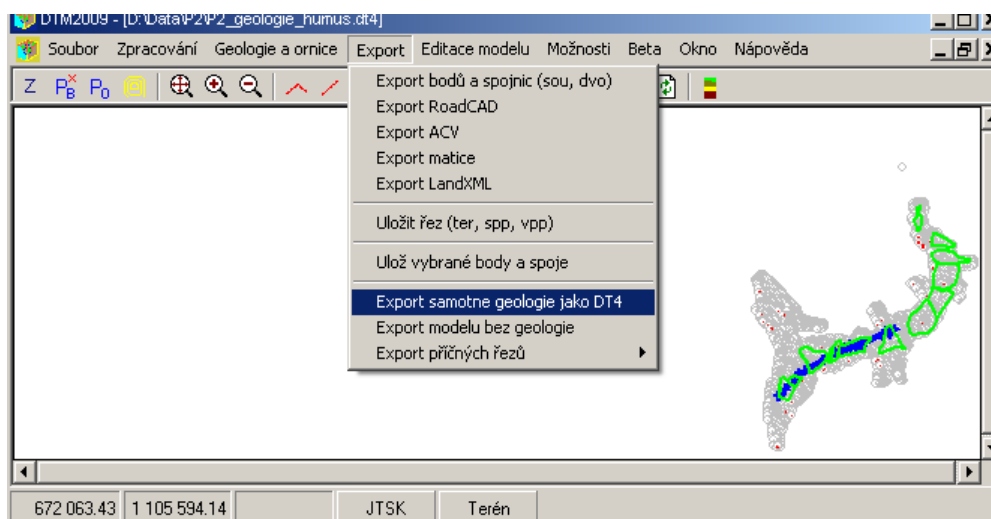 DTM2009 - [D:\Data\P2\P2_geologie_humus.dt4]
Soubor Zpracování Geologie a ornice Export Editace modelu Možnosti Beta Okno Nápověda
Z P B × P 0
Export bodů a spojnic (sou, dvo)
Export RoadCAD
Export ACV
Export matice
Export LandXML
Uložit řez (ter, spp, vpp)
Ulož vybrané body a spoje
Export samotne geologie jako DT4
Export modelu bez geologie
Export příčných řezů
672 063.43 1 105 594.14 JTSK Terén